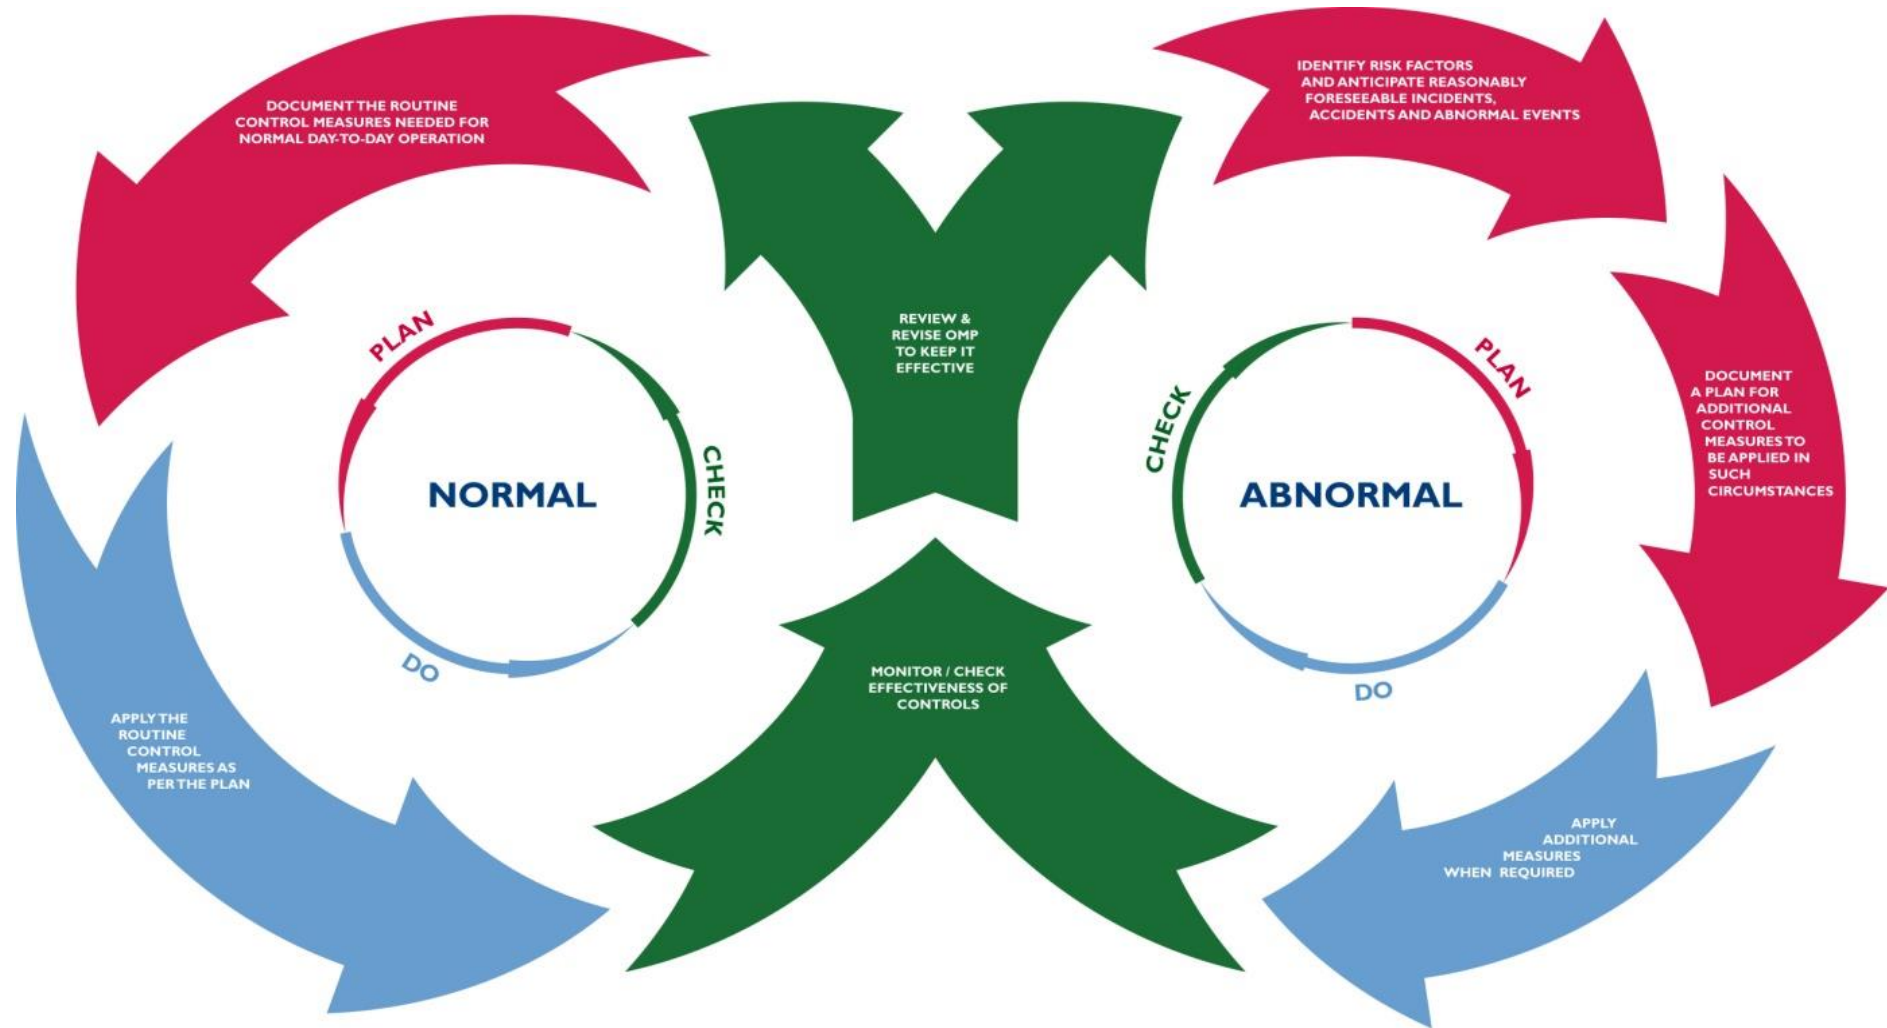 DOCUMENT THE ROUTINE
CONTROL MEASURES NEEDED FOR
NORMAL DAY-TO-DAY OPERATION
APPLY THE
ROUTINE
CONTROL
MEASURES AS
PER THE PLAN
PLAN
NORMAL
CHECK
DO
REVIEW &
REVISE OMP
TO KEEP IT
EFFECTIVE
MONITOR / CHECK
EFFECTIVENESS OF
CONTROLS
IDENTIFY RISK FACTORS
AND ANTICIPATE REASONABLY
FORESEEABLE INCIDENTS,
ACCIDENTS AND ABNORMAL EVENTS
PLAN
CHECK
ABNORMAL
DO
DOCUMENT
A PLAN FOR
ADDITIONAL
CONTROL
MEASURES TO
BE APPLIED IN
SUCH
CIRCUMSTANCES
APPLY
ADDITIONAL
MEASURES
WHEN REQUIRED